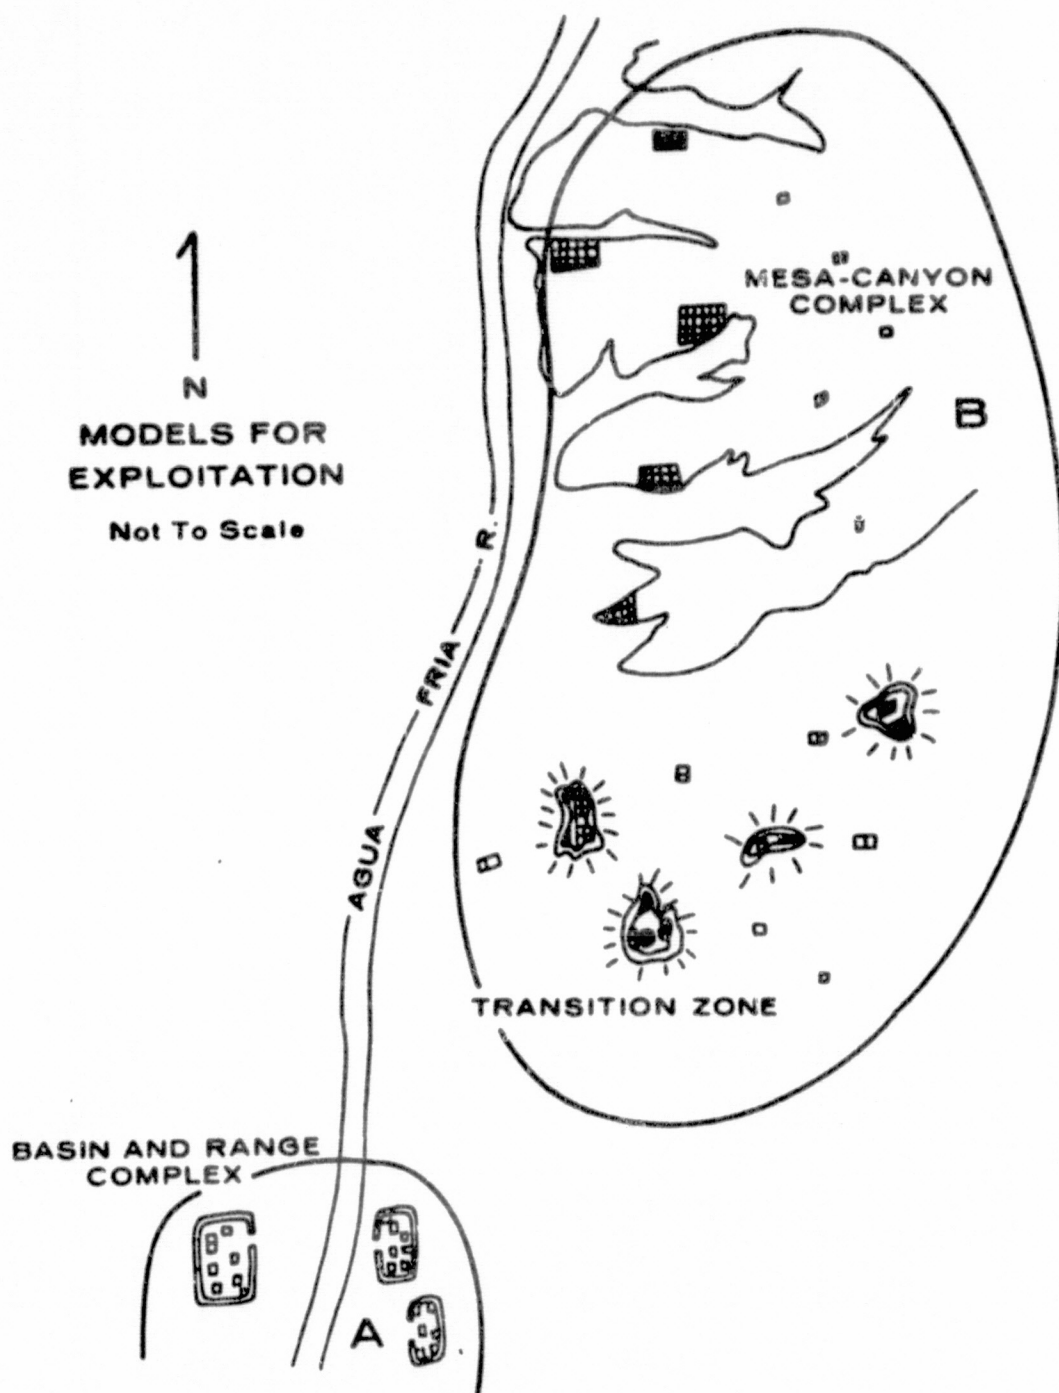 MESA-CANYON
COMPLEX
B
N
MODELS FOR
EXPLOITATION
Not To Scale
AGUA FRIA R.
TRANSITION ZONE
BASIN AND RANGE
COMPLEX
A